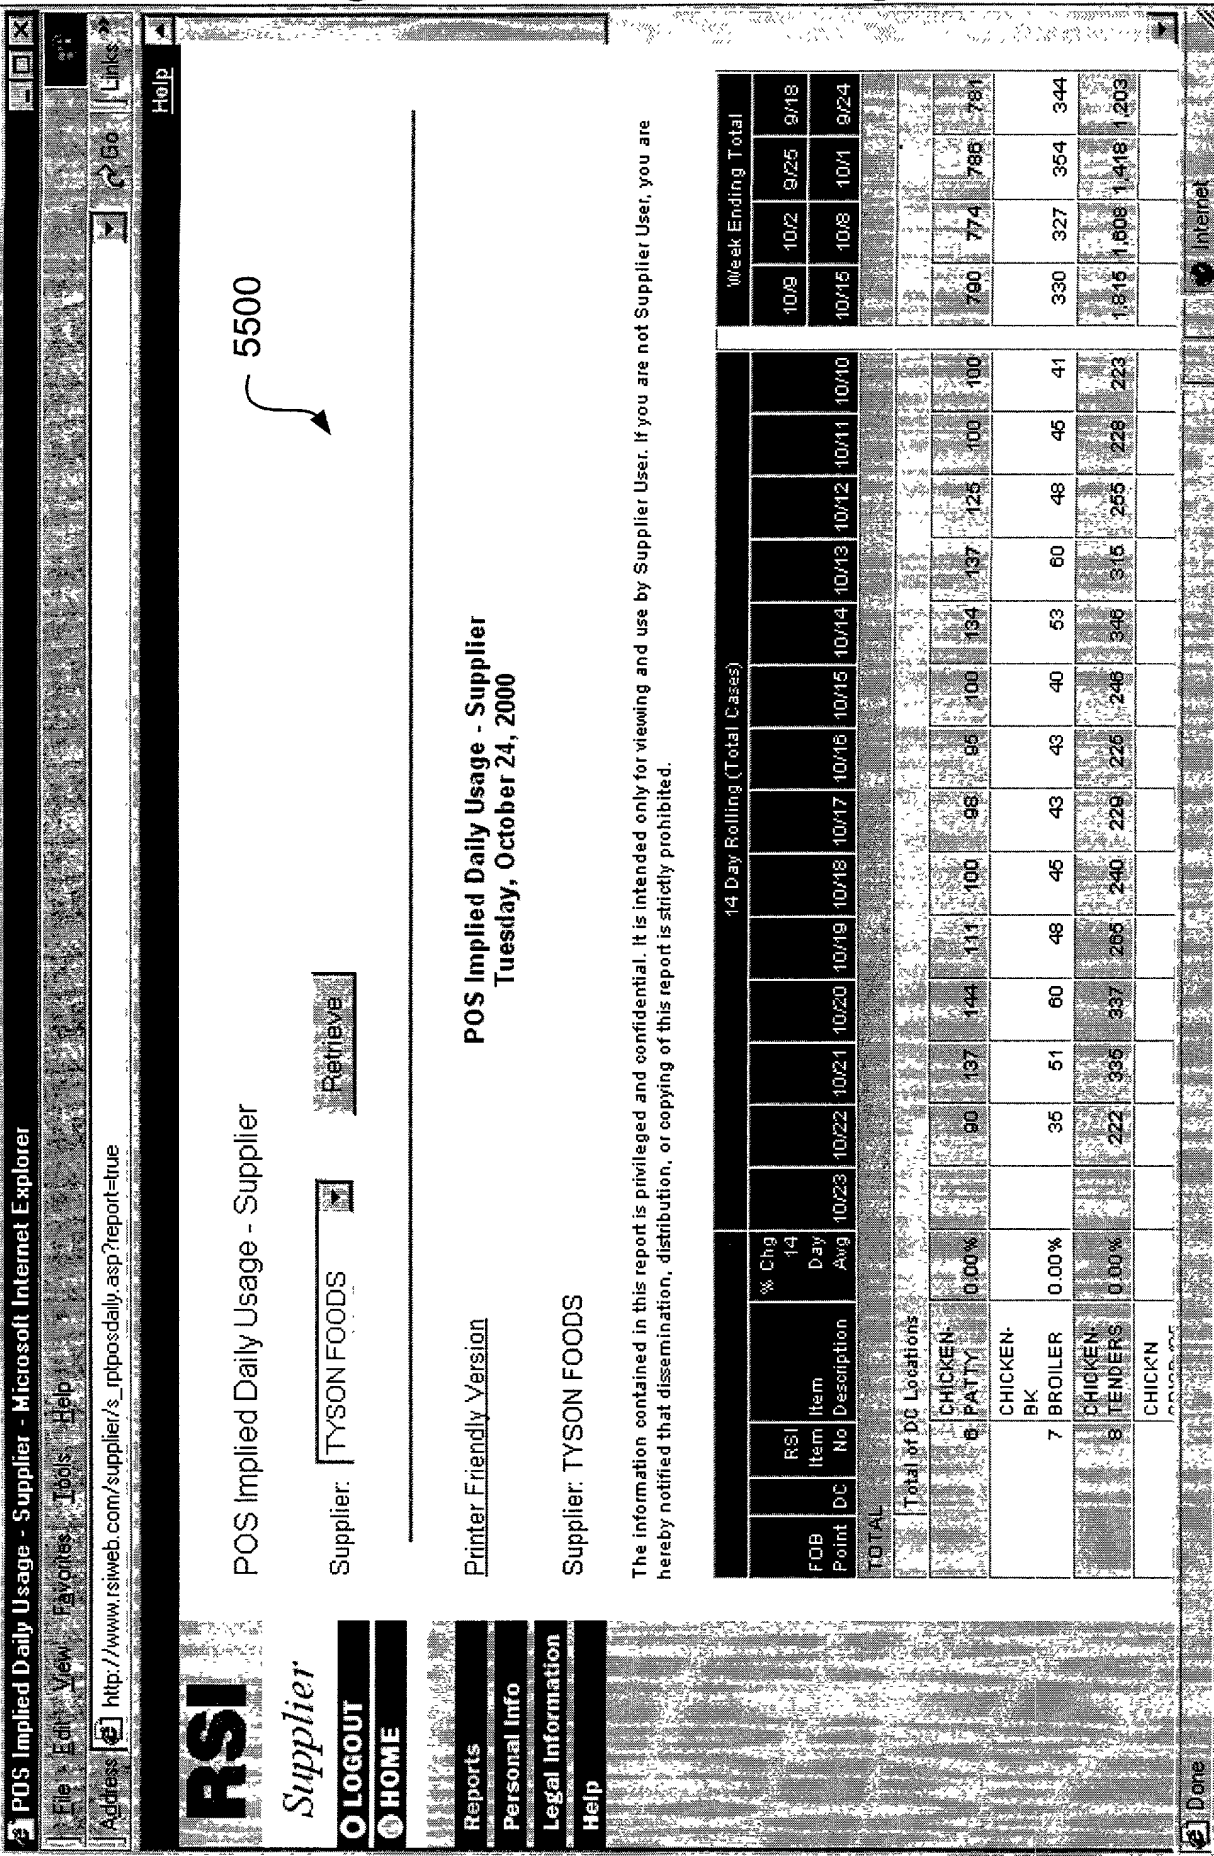 POS Implied Daily Usage - Supplier - Microsoft Internet Explorer
File Edit View Favorites Tools Help
Address http://www.rsiweb.com/supplier/s_rptposdaily.asp?report=true Go Links »
Help
RSI
Supplier
LOGOUT
HOME
Reports
Personal Info
Legal Information
Help
POS Implied Daily Usage - Supplier
5500
Supplier: TYSON FOODS Retrieve
Printer Friendly Version
POS Implied Daily Usage - Supplier
Tuesday, October 24, 2000
Supplier: TYSON FOODS
The information contained in this report is privileged and confidential. It is intended only for viewing and use by Supplier User. If you are not Supplier User, you are
hereby notified that dissemination, distribution, or copying of this report is strictly prohibited.
14 Day Rolling (Total Cases) Week Ending Total
% Chg 14 Day Avg 10/9 10/2 9/25 9/18
FOB Point DC RSI Item No Item Description 10/23 10/22 10/21 10/20 10/19 10/18 10/17 10/16 10/15 10/14 10/13 10/12 10/11 10/10 10/15 10/8 10/1 9/24
TOTAL
Total of DC Locations
6 CHICKEN-PATTY 0.00% 90 137 144 111 100 98 95 100 134 137 125 100 100 790 774 786 781
7 CHICKEN-BK BROILER 0.00% 35 51 60 48 45 43 43 40 53 60 48 45 41 330 327 354 344
8 CHICKEN-TENDERS 0.00% 222 335 337 265 240 229 225 246 346 315 255 228 223 1,815 1,608 1,418 1,203
CHICK'N
Done Internet